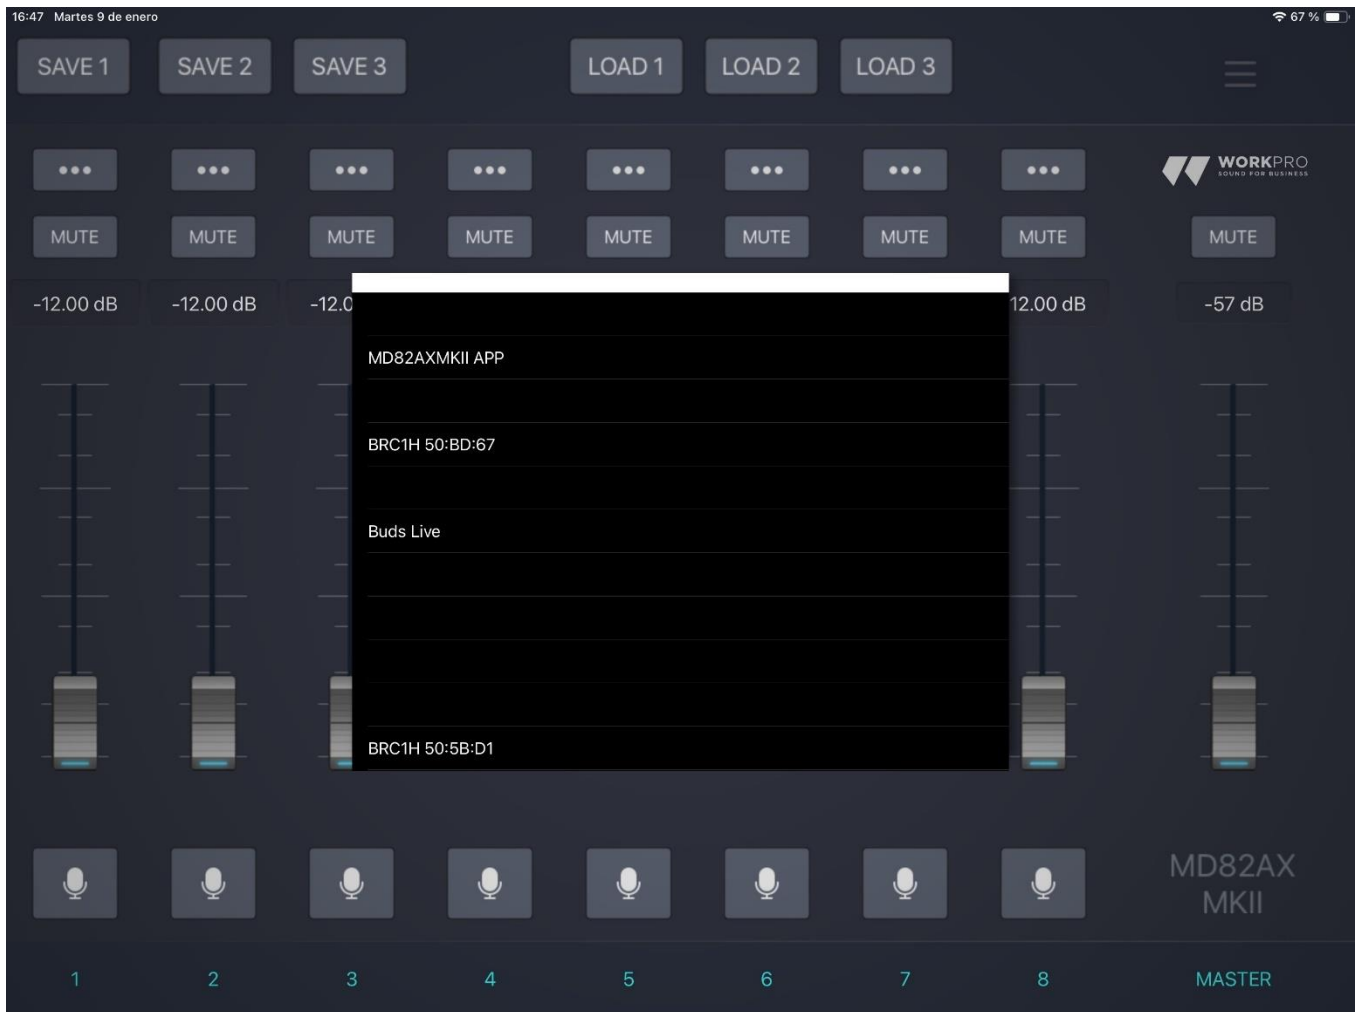 16:47 Martes 9 de enero 67 %
SAVE 1 SAVE 2 SAVE 3 LOAD 1 LOAD 2 LOAD 3
WORKPRO
SOUND FOR BUSINESS
MUTE MUTE MUTE MUTE MUTE MUTE MUTE MUTE MUTE
-12.00 dB -12.00 dB -12.0 12.00 dB -57 dB
MD82AXMKII APP
BRC1H 50:BD:67
Buds Live
BRC1H 50:5B:D1
MD82AX
MKII
1 2 3 4 5 6 7 8 MASTER